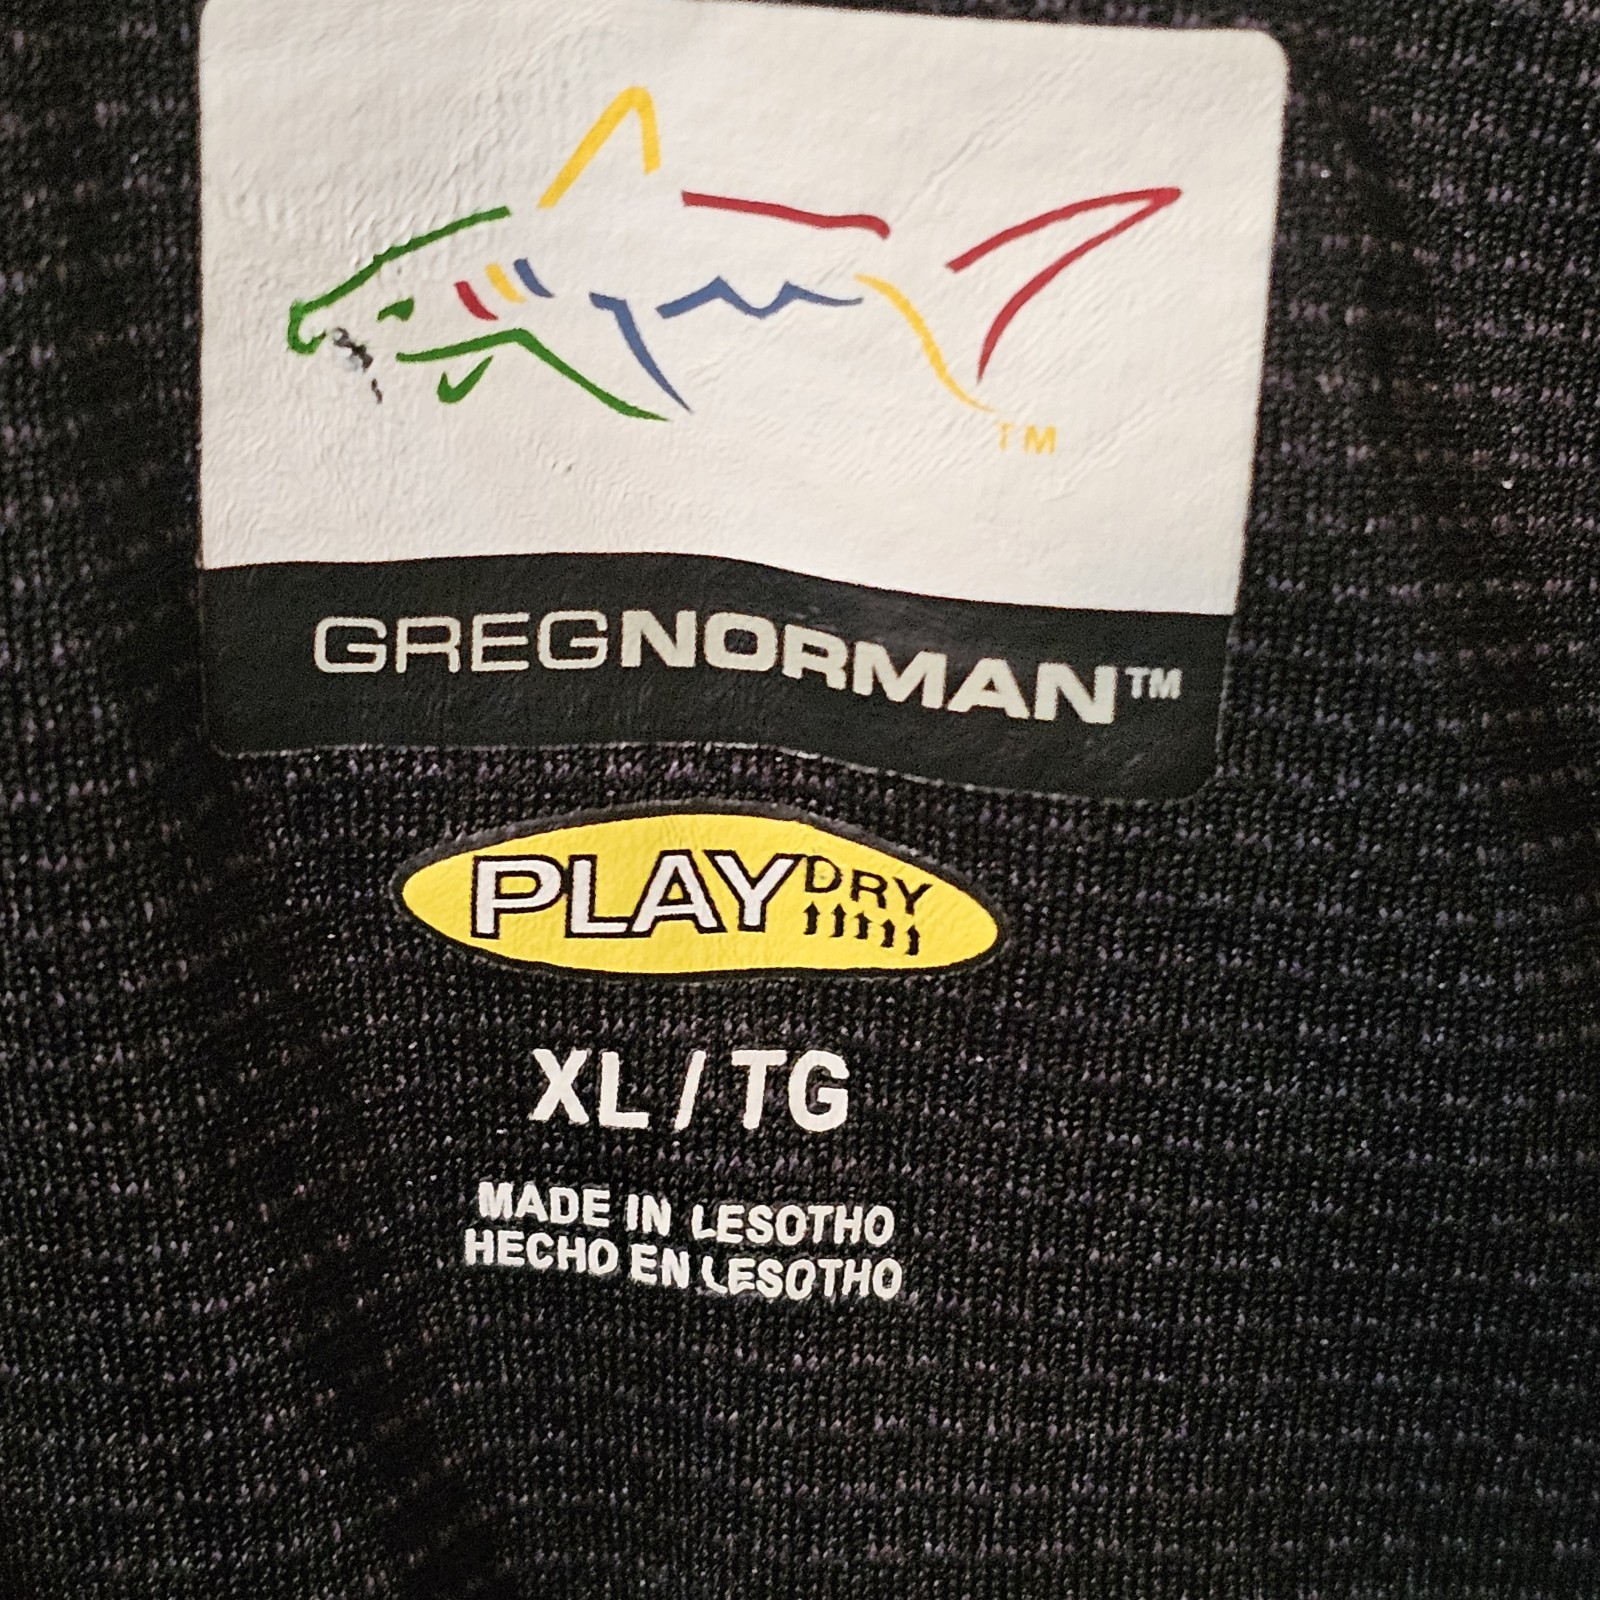 TM
GREGNORMAN™
PLAYDRY
XL / TG
MADE IN LESOTHO
HECHO EN LESOTHO